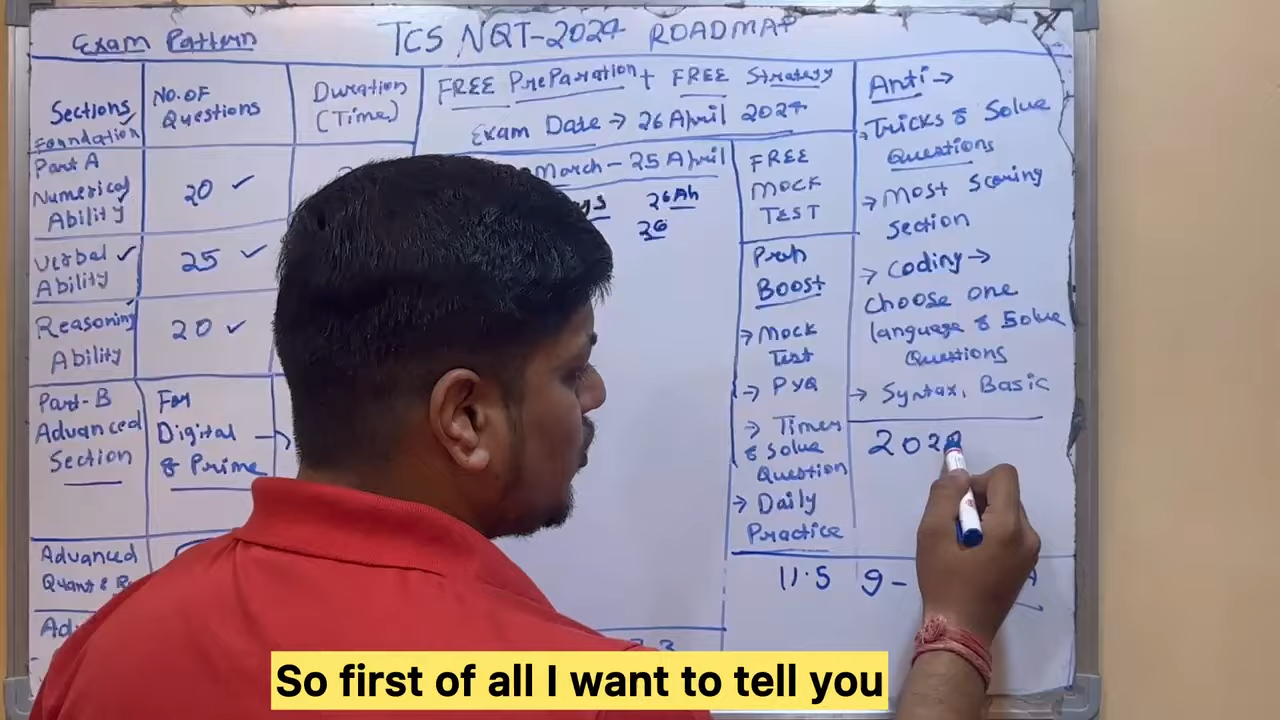 Exam Pattern
TCS NQT-2024 ROADMAP
Sections
Foundation
No. OF
Questions
Duration
(Time)
FREE PreParation + FREE Strategy
Exam Date → 26 April 2024
Part A
Numerical
Ability
20 ✓
Verbal ✓
Ability
25 ✓
Reasoning
Ability
20 ✓
Part-B
Advanced
Section
For
Digital →
& Prime
Advanced
Quant &
March - 25 April
26
FREE
MOCK
TEST
Boost
→ Mock
Test
→ PYQ
→ Timer
& Solve
Question
→ Daily
Practice
Anti →
→ Tricks & Solve
Questions
→ Most Scoring
Section
→ Coding →
Choose one
language & Solve
Questions
→ Syntax, Basic
202
11.5 9-
So first of all I want to tell you